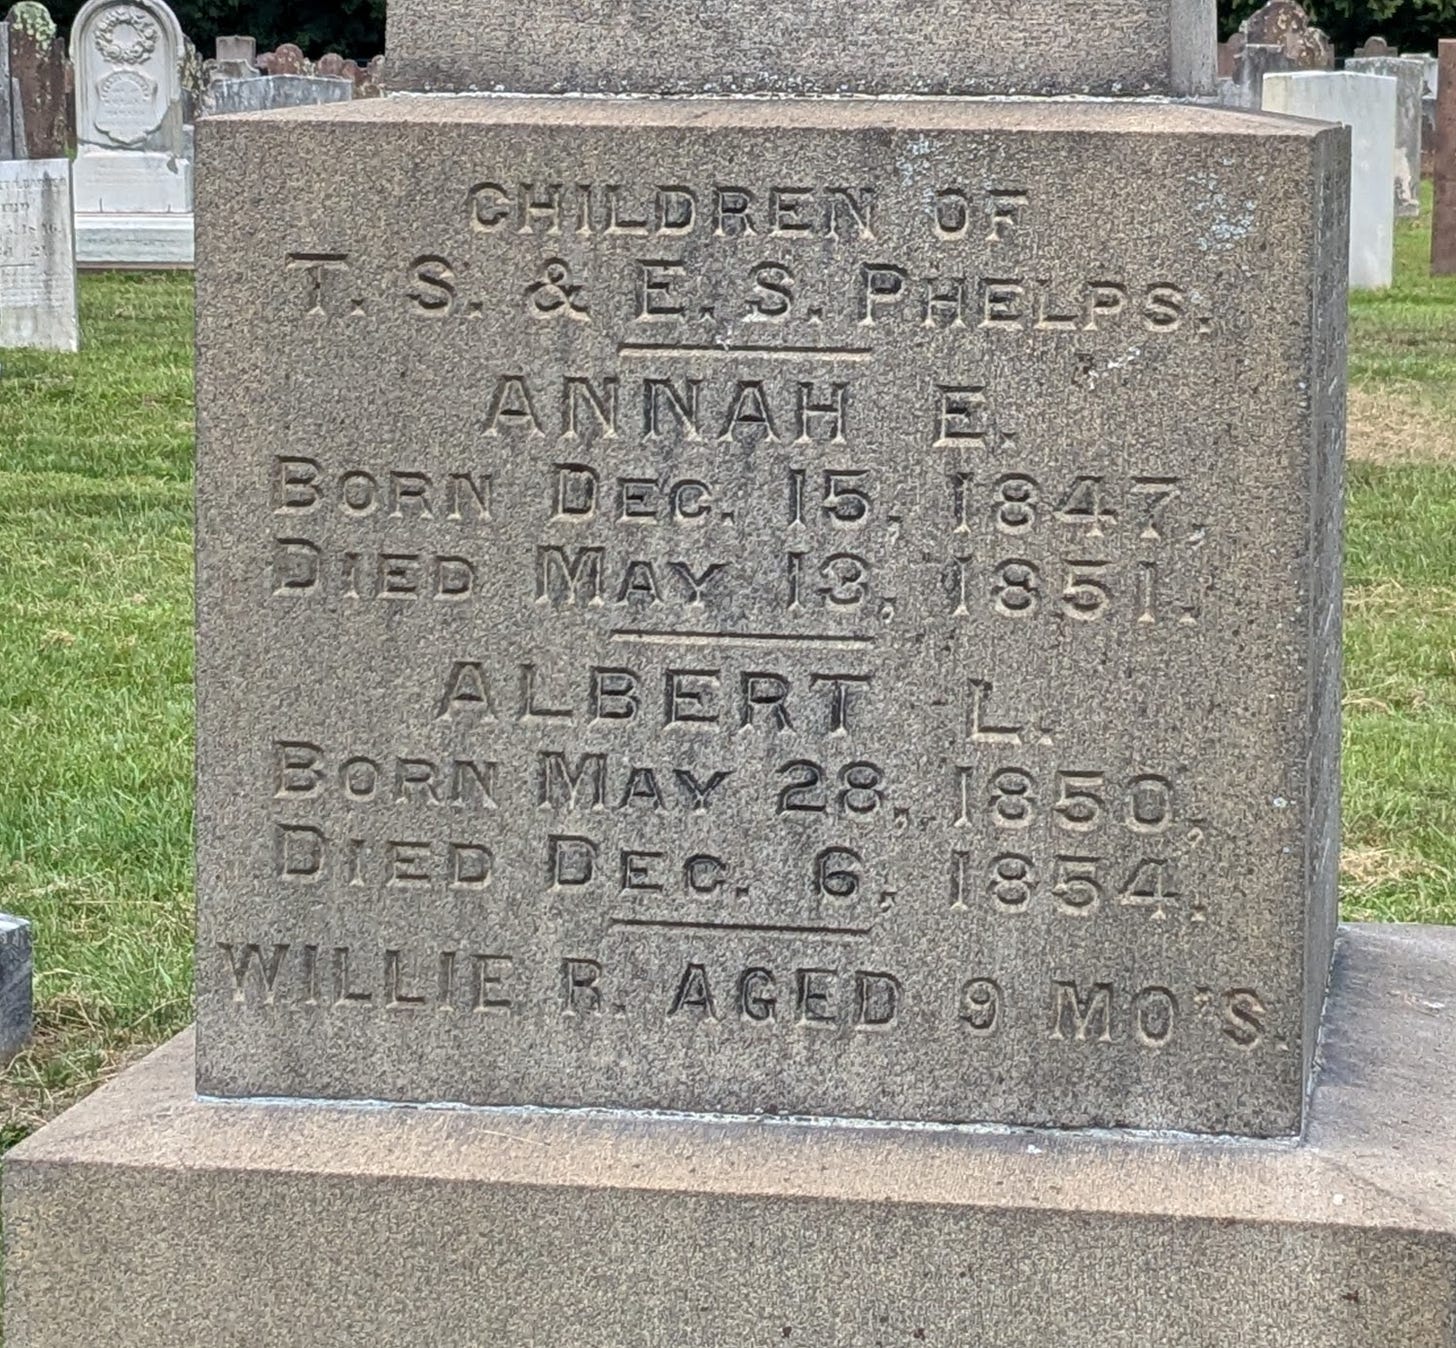 CHILDREN OF
T. S. & E. S. PHELPS.
ANNAH E.
BORN DEC. 15, 1847,
DIED MAY 13, 1851.
ALBERT L.
BORN MAY 28, 1850,
DIED DEC. 6, 1854,
WILLIE R. AGED 9 MO'S.